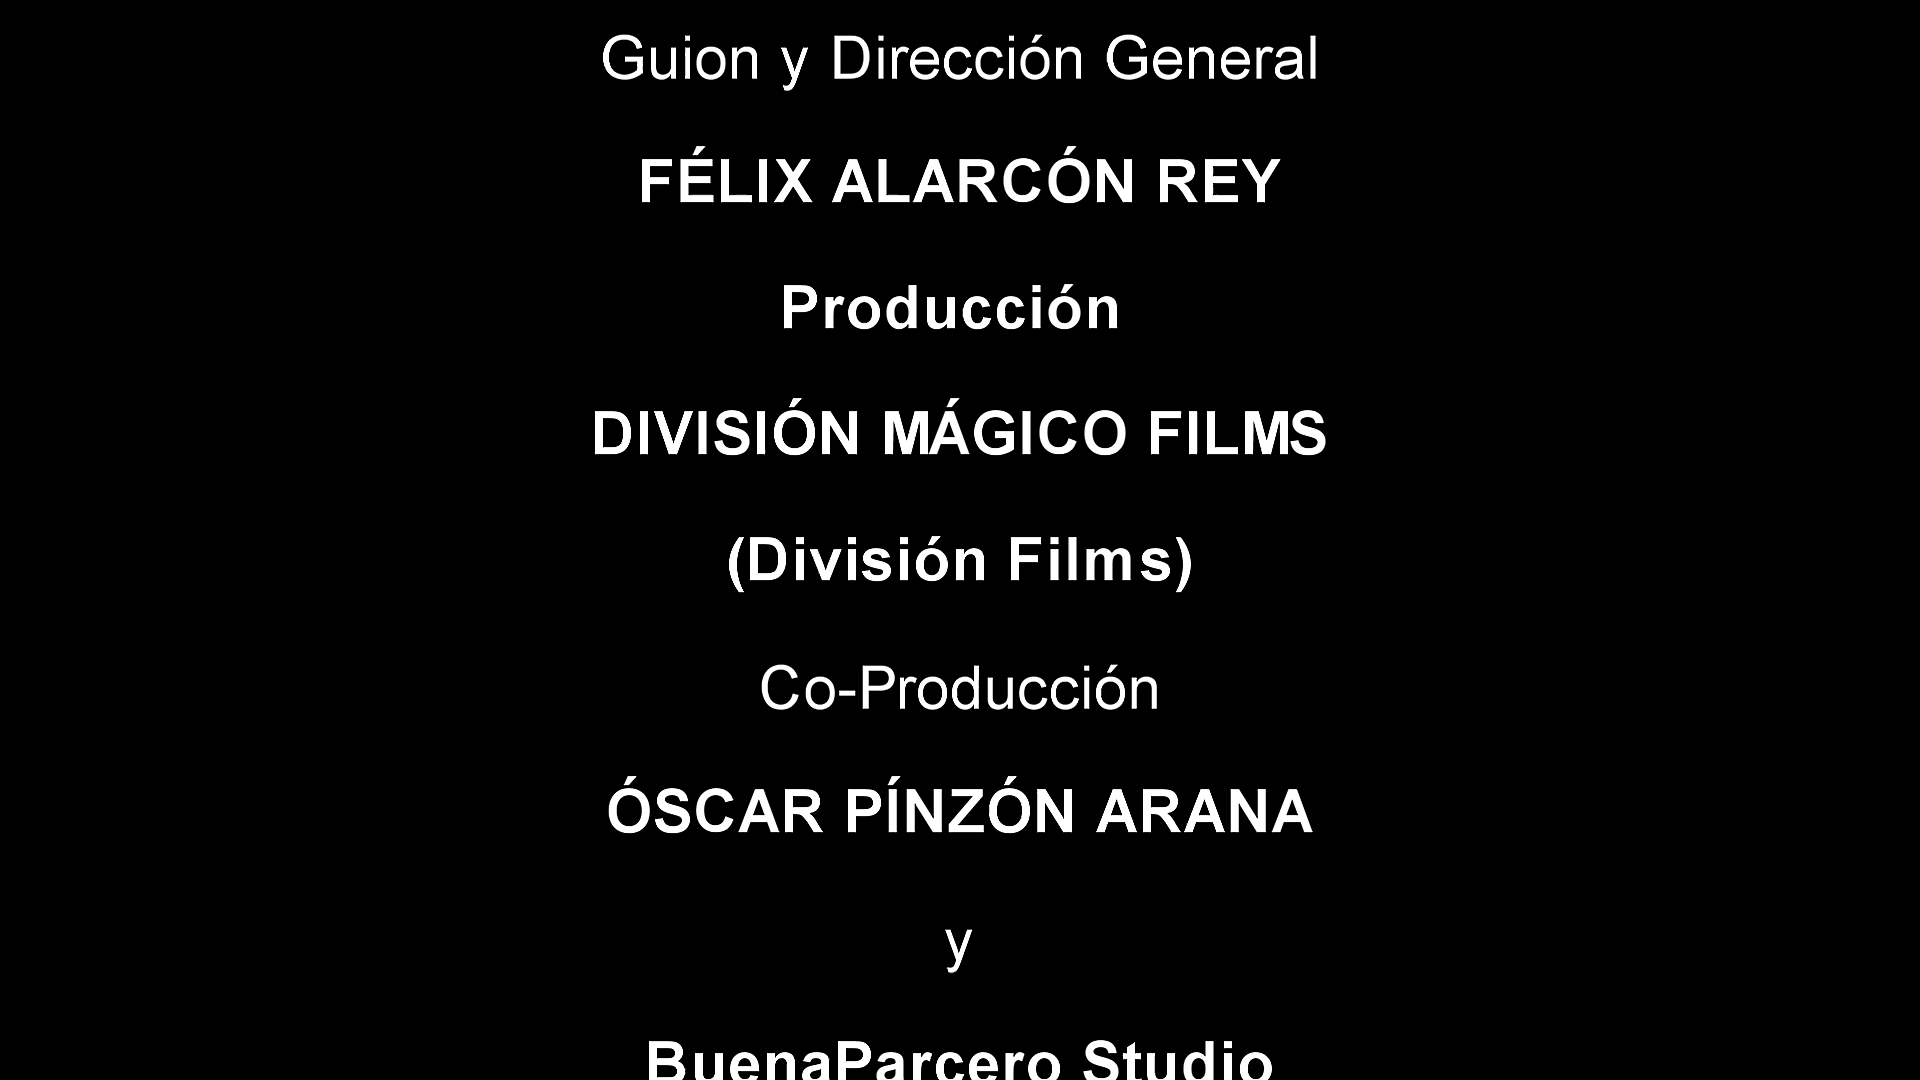 Guion y Dirección General
FÉLIX ALARCÓN REY
Producción
DIVISIÓN MÁGICO FILMS
(División Films)
Co-Producción
ÓSCAR PÍNZÓN ARANA
y
BuenaParcero Studio